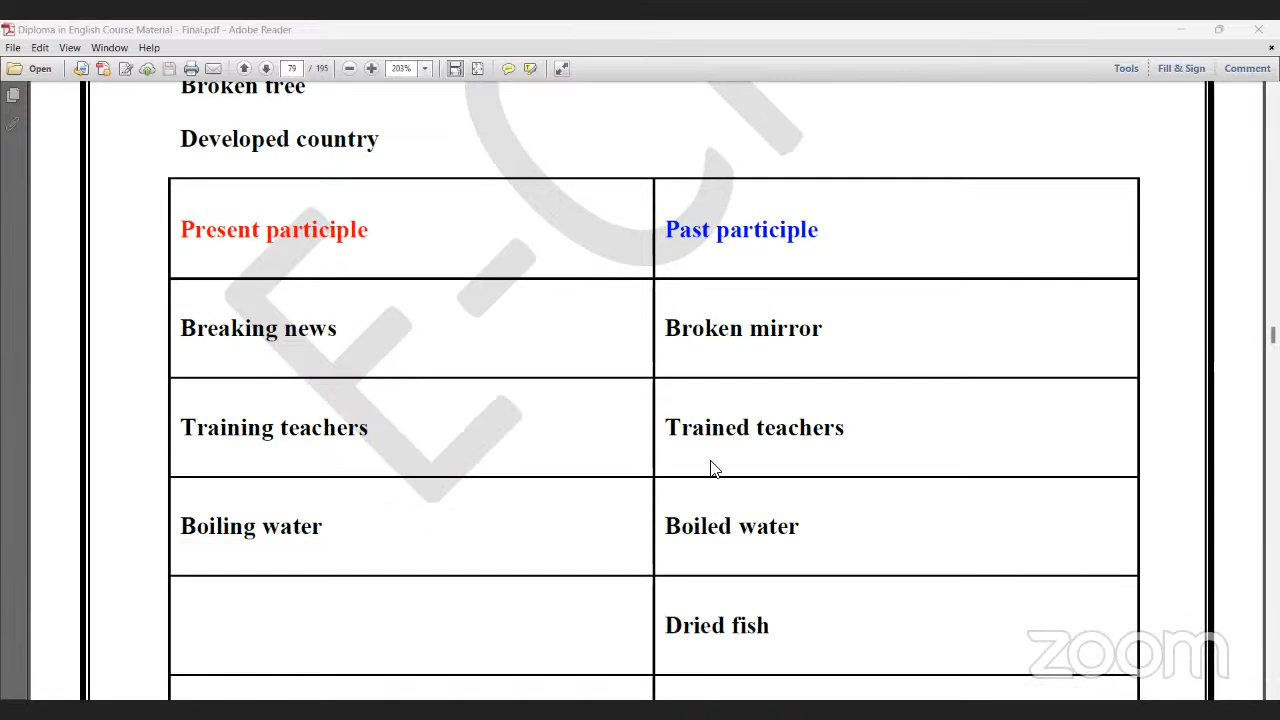 Diploma in English Course Material - Final.pdf - Adobe Reader
File Edit View Window Help
Open 79 / 195 203% Tools Fill & Sign Comment
Broken tree
Developed country
Present participle Past participle
Breaking news Broken mirror
Training teachers Trained teachers
Boiling water Boiled water
Dried fish
zoom